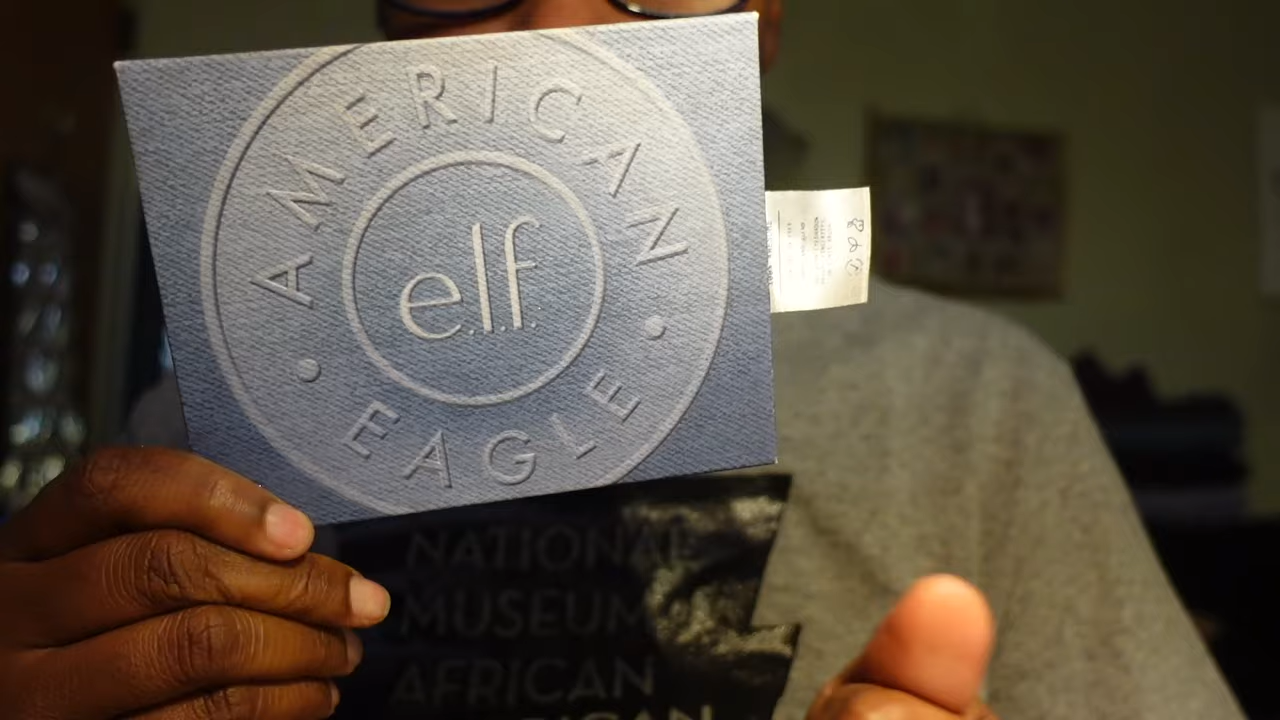 AMERICAN
e.l.f.
EAGLE
NATIONAL
MUSEUM
AFRICAN